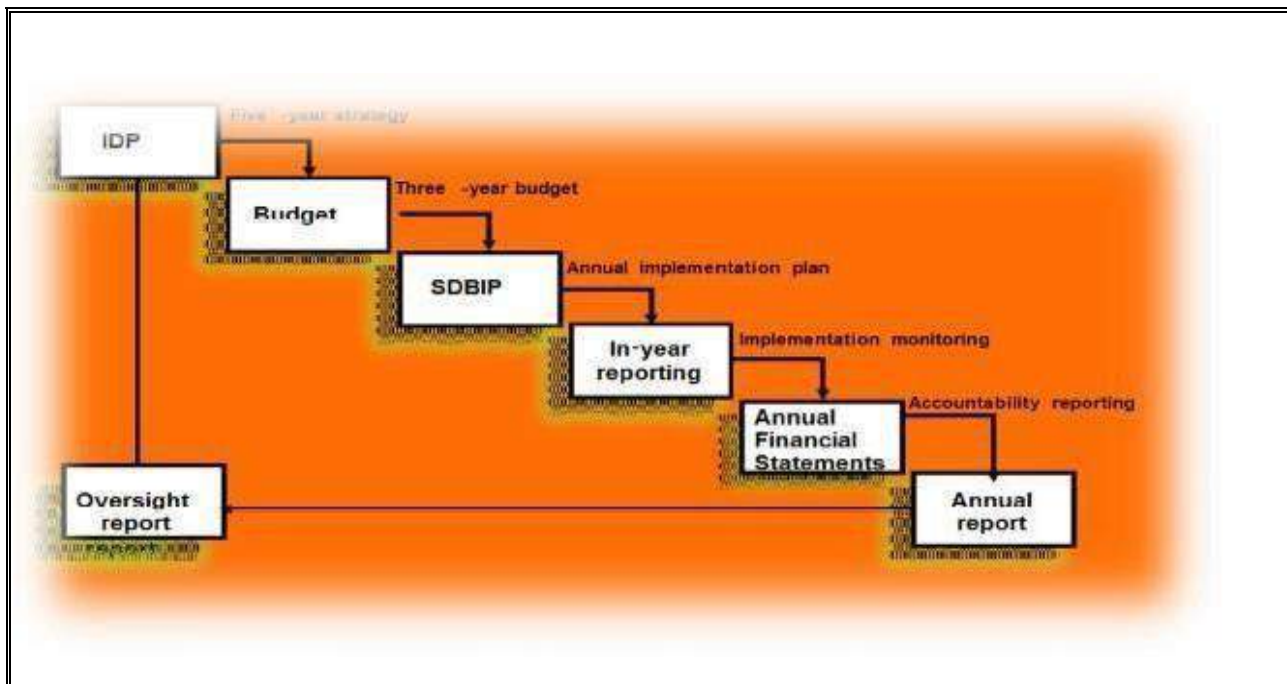 Five -year strategy
IDP
Three -year budget
Budget
Annual implementation plan
SDBIP
Implementation monitoring
In-year
reporting
Accountability reporting
Annual
Financial
Statements
Annual
report
Oversight
report